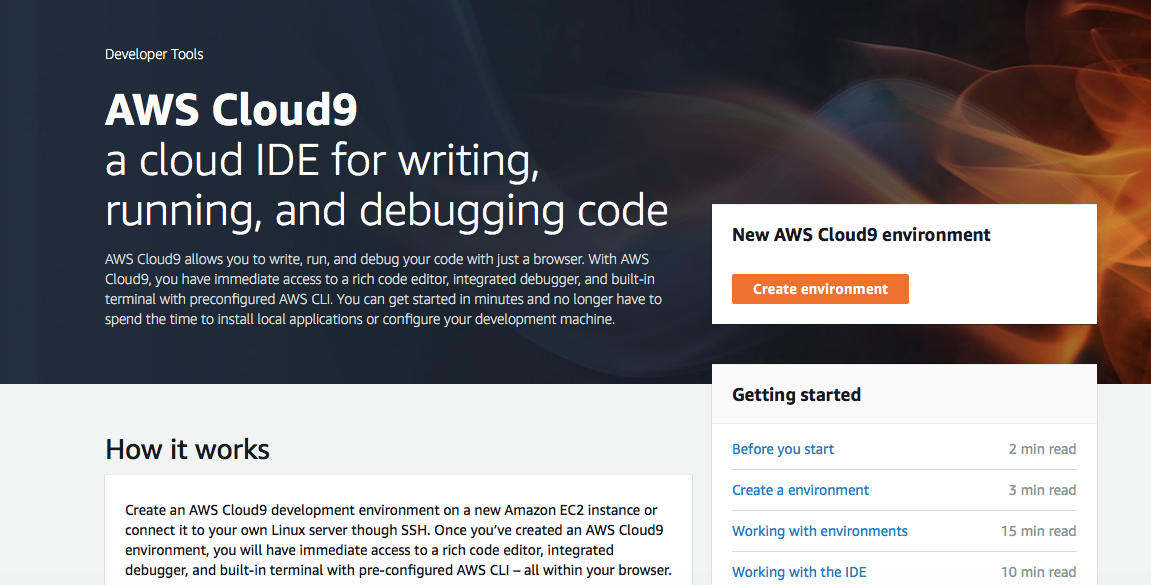 Developer Tools
AWS Cloud9
a cloud IDE for writing,
running, and debugging code
AWS Cloud9 allows you to write, run, and debug your code with just a browser. With AWS
Cloud9, you have immediate access to a rich code editor, integrated debugger, and built-in
terminal with preconfigured AWS CLI. You can get started in minutes and no longer have to
spend the time to install local applications or configure your development machine.
New AWS Cloud9 environment
Create environment
How it works
Create an AWS Cloud9 development environment on a new Amazon EC2 instance or
connect it to your own Linux server though SSH. Once you’ve created an AWS Cloud9
environment, you will have immediate access to a rich code editor, integrated
debugger, and built-in terminal with pre-configured AWS CLI – all within your browser.
Getting started
Before you start 2 min read
Create a environment 3 min read
Working with environments 15 min read
Working with the IDE 10 min read